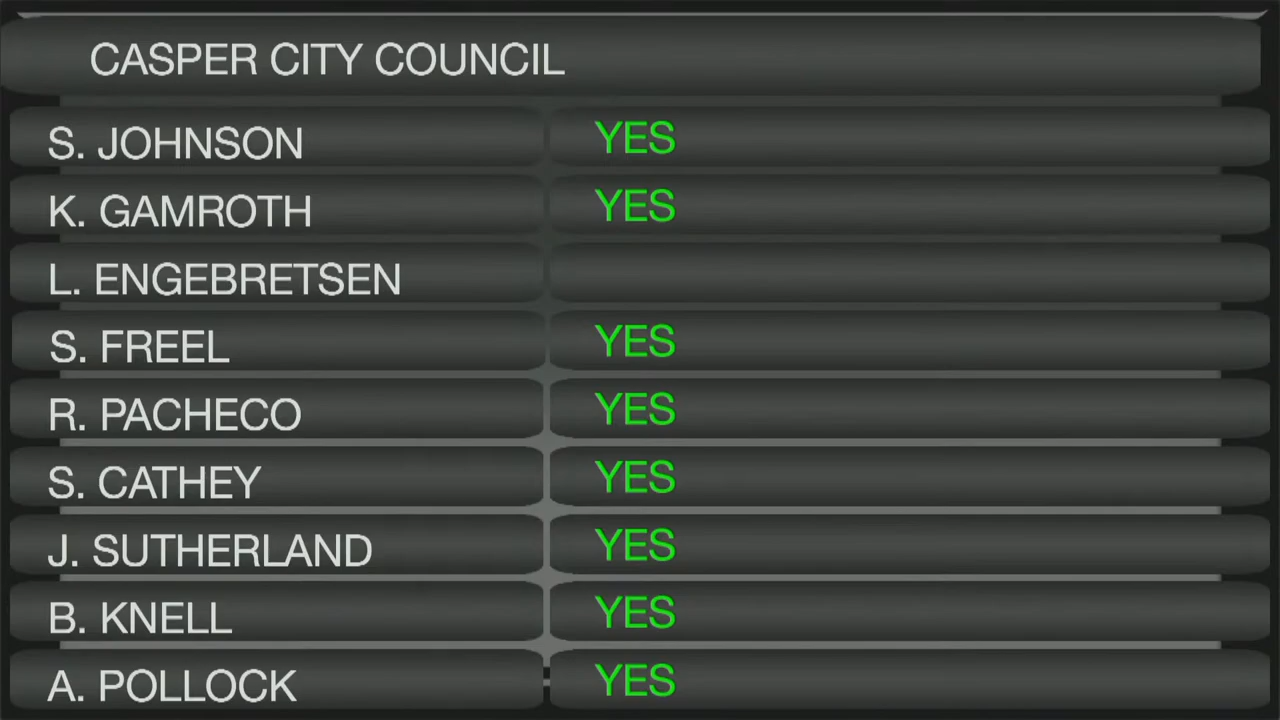 CASPER CITY COUNCIL
S. JOHNSON YES
K. GAMROTH YES
L. ENGEBRETSEN
S. FREEL YES
R. PACHECO YES
S. CATHEY YES
J. SUTHERLAND YES
B. KNELL YES
A. POLLOCK YES